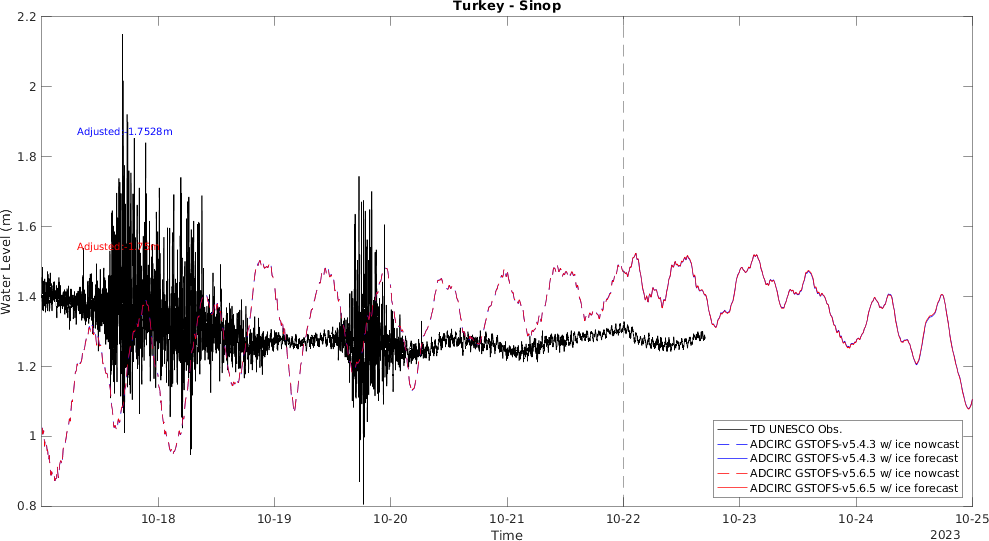 Turkey - Sinop
Water Level (m)
2.2
2
1.8
1.6
1.4
1.2
1
0.8
Adjusted:-1.7528m
Adjusted:-1.75m
TD UNESCO Obs.
ADCIRC GSTOFS-v5.4.3 w/ ice nowcast
ADCIRC GSTOFS-v5.4.3 w/ ice forecast
ADCIRC GSTOFS-v5.6.5 w/ ice nowcast
ADCIRC GSTOFS-v5.6.5 w/ ice forecast
10-18 10-19 10-20 10-21 10-22 10-23 10-24 10-25
Time
2023